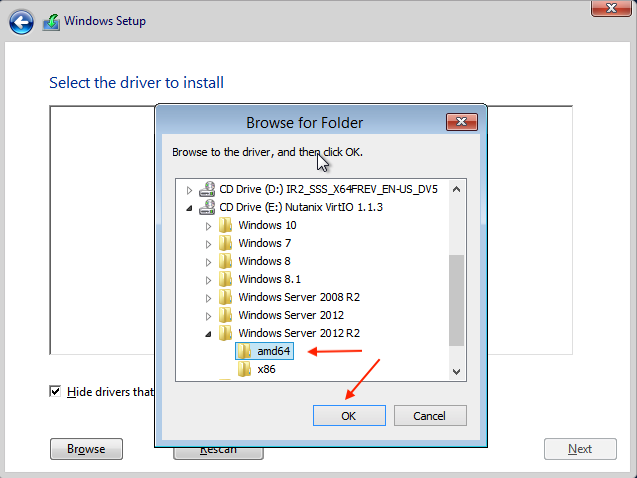 Windows Setup
Select the driver to install
Browse for Folder
Browse to the driver, and then click OK.
CD Drive (D:) IR2_SSS_X64FREV_EN-US_DV5
CD Drive (E:) Nutanix VirtIO 1.1.3
Windows 10
Windows 7
Windows 8
Windows 8.1
Windows Server 2008 R2
Windows Server 2012
Windows Server 2012 R2
amd64
x86
Hide drivers that
OK Cancel
Browse Rescan Next